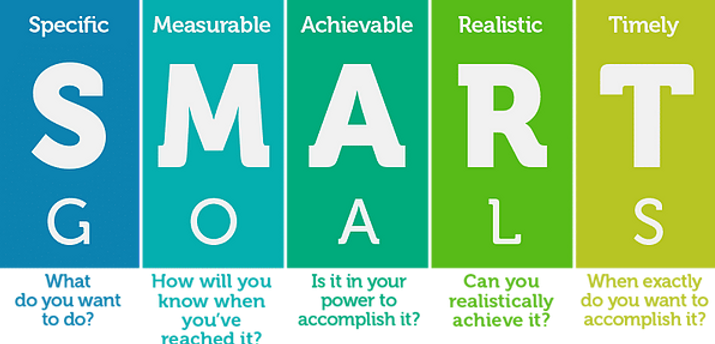 Specific Measurable Achievable Realistic Timely
S M A R T
G O A L S
What
do you want
to do?
How will you
know when
you've
reached it?
Is it in your
power to
accomplish it?
Can you
realistically
achieve it?
When exactly
do you want to
accomplish it?